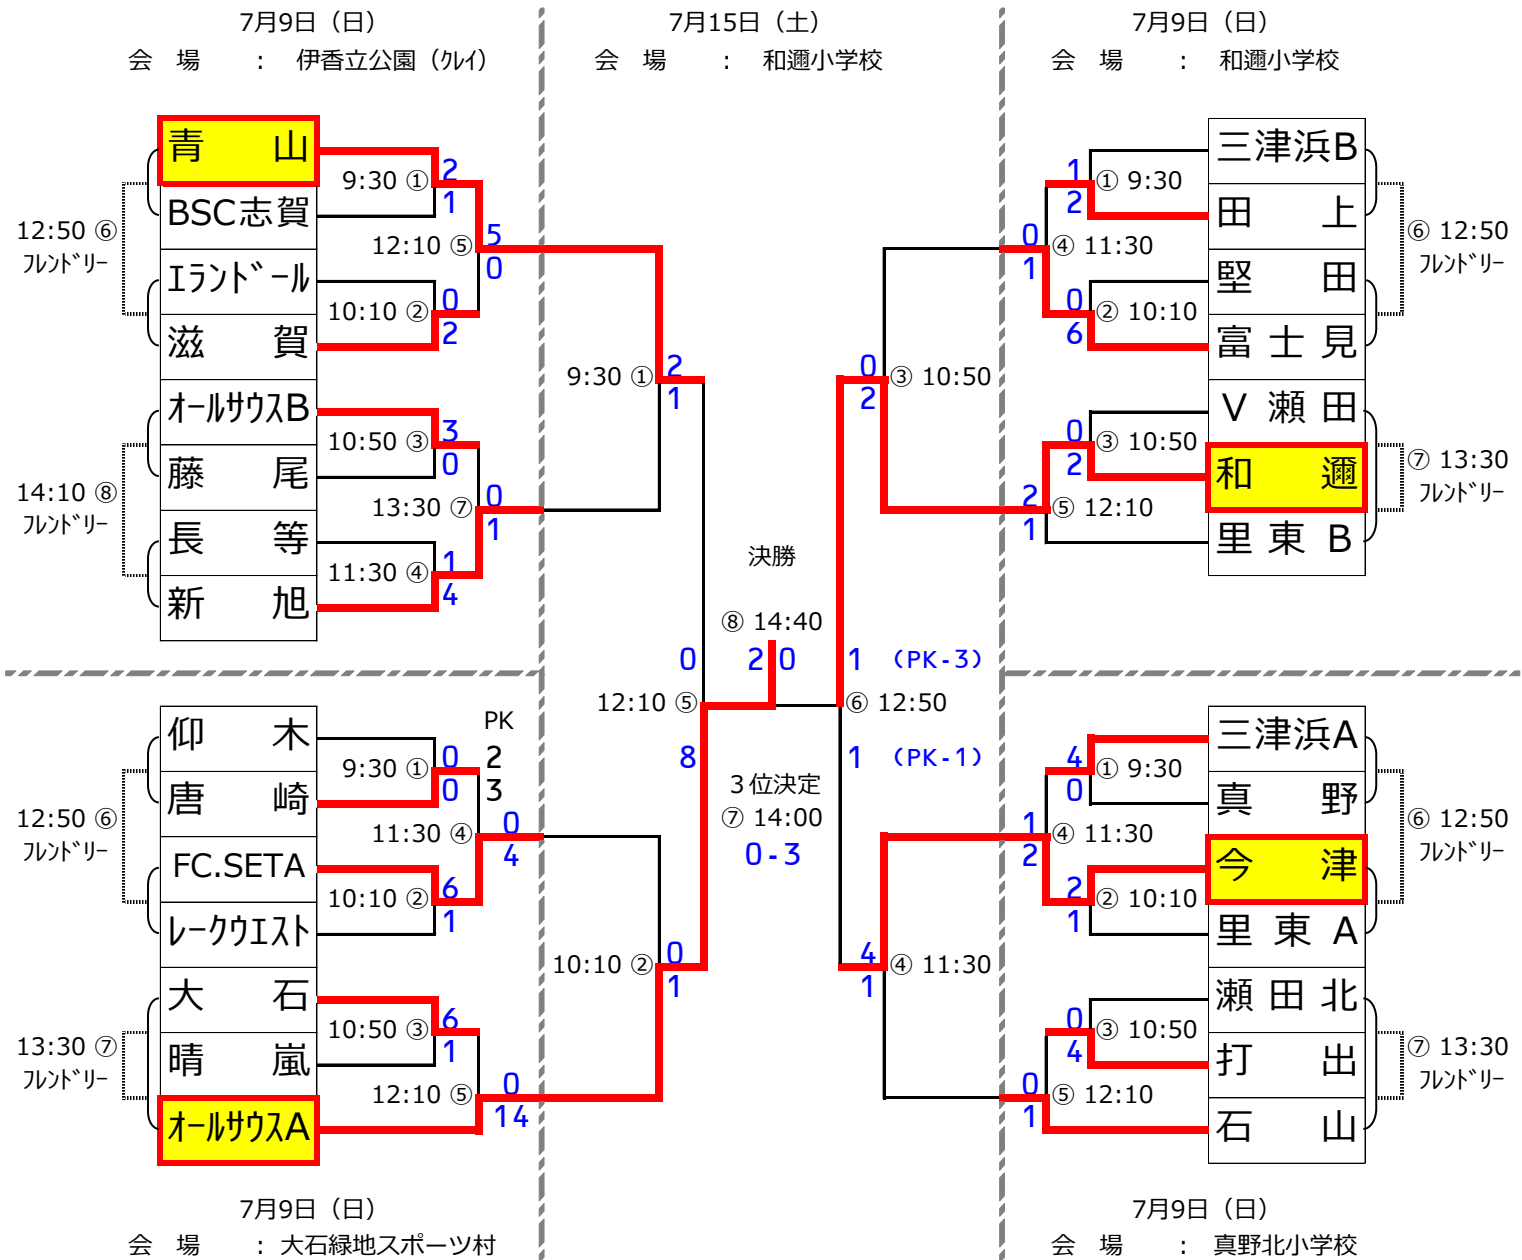 7月9日（日）
会　場　：　伊香立公園（ｸﾚｲ）
7月15日（土）
会　場　：　和邇小学校
7月9日（日）
会　場　：　和邇小学校
青　山
BSC志賀
ｴﾗﾝﾄﾞｰﾙ
滋　賀
ｵｰﾙｻｳｽB
藤　尾
長　等
新　旭
9:30 ①
2
1
12:10 ⑤
5
0
10:10 ②
0
2
12:50 ⑥
ﾌﾚﾝﾄﾞﾘｰ
10:50 ③
3
0
13:30 ⑦
0
1
11:30 ④
1
4
14:10 ⑧
ﾌﾚﾝﾄﾞﾘｰ
9:30 ①
2
1
0
2
③ 10:50
三津浜B
田　上
堅　田
富 士 見
V 瀬 田
和　邇
里 東 B
1
2
① 9:30
0
1
④ 11:30
0
6
② 10:10
⑥ 12:50
ﾌﾚﾝﾄﾞﾘｰ
0
2
③ 10:50
2
1
⑤ 12:10
⑦ 13:30
ﾌﾚﾝﾄﾞﾘｰ
決勝
⑧ 14:40
2 0
0
12:10 ⑤
8
1 （PK-3）
⑥ 12:50
1 （PK-1）
３位決定
⑦ 14:00
0-3
仰　木
唐　崎
FC.SETA
ﾚｰｸｳｴｽﾄ
大　石
晴　嵐
ｵｰﾙｻｳｽA
9:30 ①
0
0
PK
2
3
11:30 ④
0
4
10:10 ②
6
1
12:50 ⑥
ﾌﾚﾝﾄﾞﾘｰ
10:50 ③
6
1
12:10 ⑤
0
14
13:30 ⑦
ﾌﾚﾝﾄﾞﾘｰ
10:10 ②
0
1
4
1
④ 11:30
三津浜A
真　野
今　津
里 東 A
瀬 田 北
打　出
石　山
4
0
① 9:30
1
2
④ 11:30
2
1
② 10:10
⑥ 12:50
ﾌﾚﾝﾄﾞﾘｰ
0
4
③ 10:50
0
1
⑤ 12:10
⑦ 13:30
ﾌﾚﾝﾄﾞﾘｰ
7月9日（日）
会　場　：　大石緑地スポーツ村
7月9日（日）
会　場　：　真野北小学校